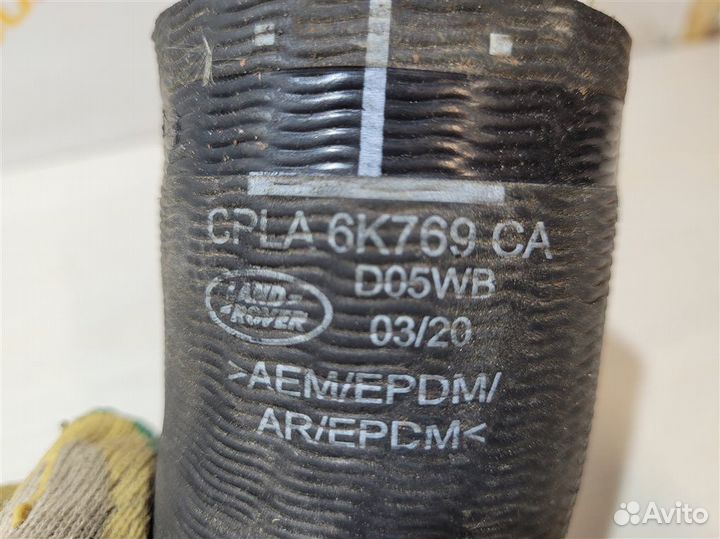 CPLA 6K769 CA
D05WB
LAND-
ROVER
03/20
>AEM/EPDM/
AR/EPDM<
Avito